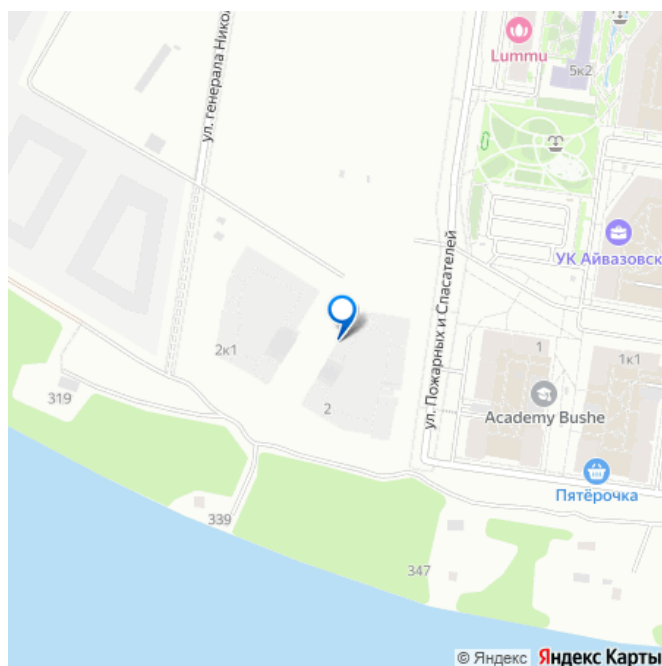 ул. генерала Нико
Lummu
5к2
УК Айвазовск
ул. Пожарных и Спасателей
2к1
2
1
1к1
Academy Bushe
319
Пятёрочка
339
347
© Яндекс Яндекс Карты